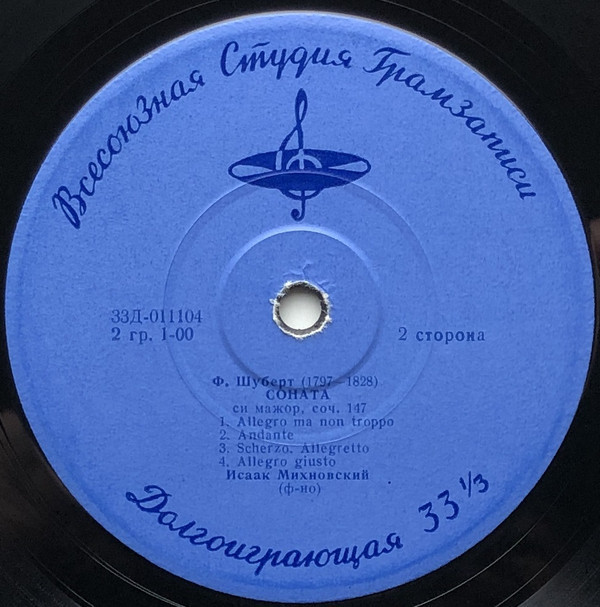 Всесоюзная Студия Грамзаписи
33Д-011104
2 гр. 1-00
2 сторона
Ф. Шуберт (1797—1828)
СОНАТА
си мажор, соч. 147
1. Allegro ma non troppo
2. Andante
3. Scherzo. Allegretto
4. Allegro giusto
Исаак Михновский
(ф-но)
Долгоиграющая 33 1/3